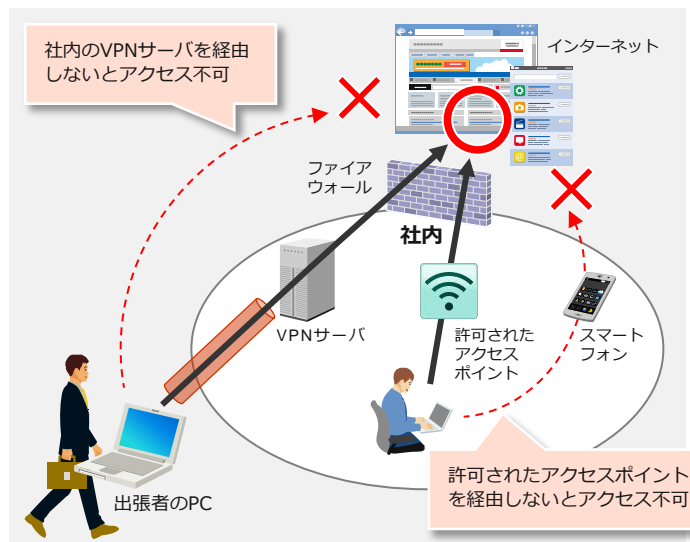 社内のVPNサーバを経由
しないとアクセス不可
インターネット
ファイア
ウォール
社内
VPNサーバ
許可された
アクセス
ポイント
スマート
フォン
出張者のPC
許可されたアクセスポイント
を経由しないとアクセス不可